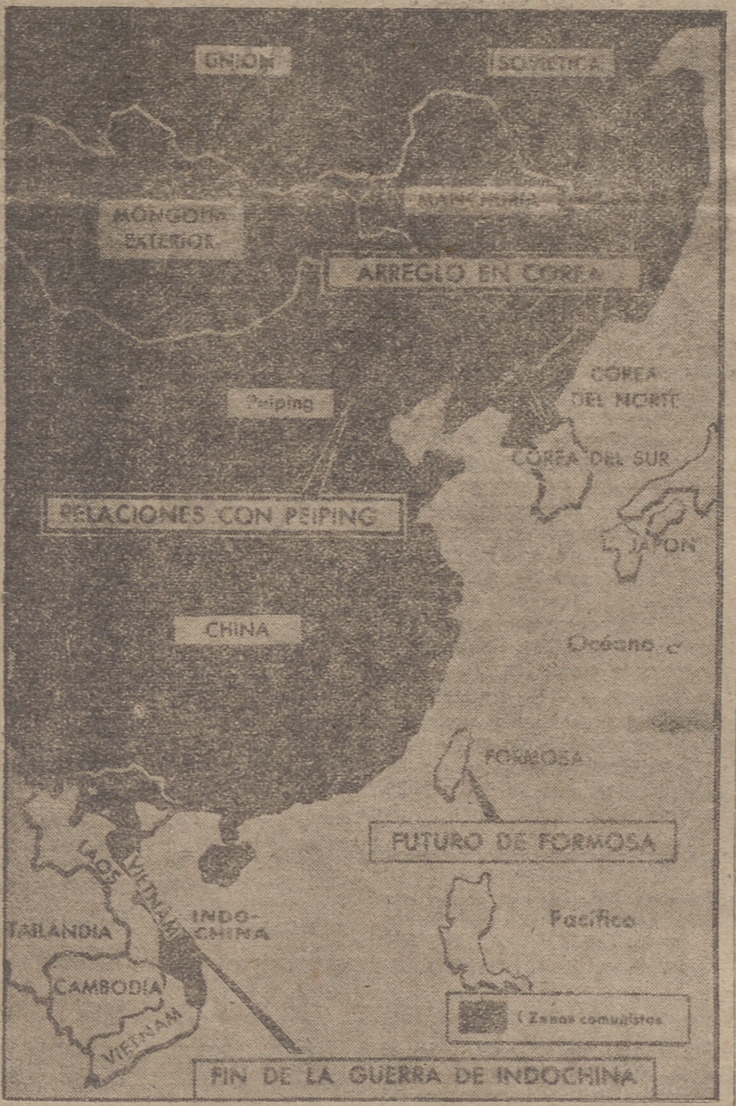 UNION SOVIETICA
MANCHURIA
MONGOLIA
EXTERIOR
ARREGLO EN COREA
COREA
DEL NORTE
Peiping
COREA DEL SUR
RELACIONES CON PEIPING
JAPON
CHINA
Océano
FORMOSA
FUTURO DE FORMOSA
LAOS
VIETNAM
INDO-
CHINA
Pacífico
TAILANDIA
CAMBODIA
VIETNAM
Zonas comunistas
FIN DE LA GUERRA DE INDOCHINA